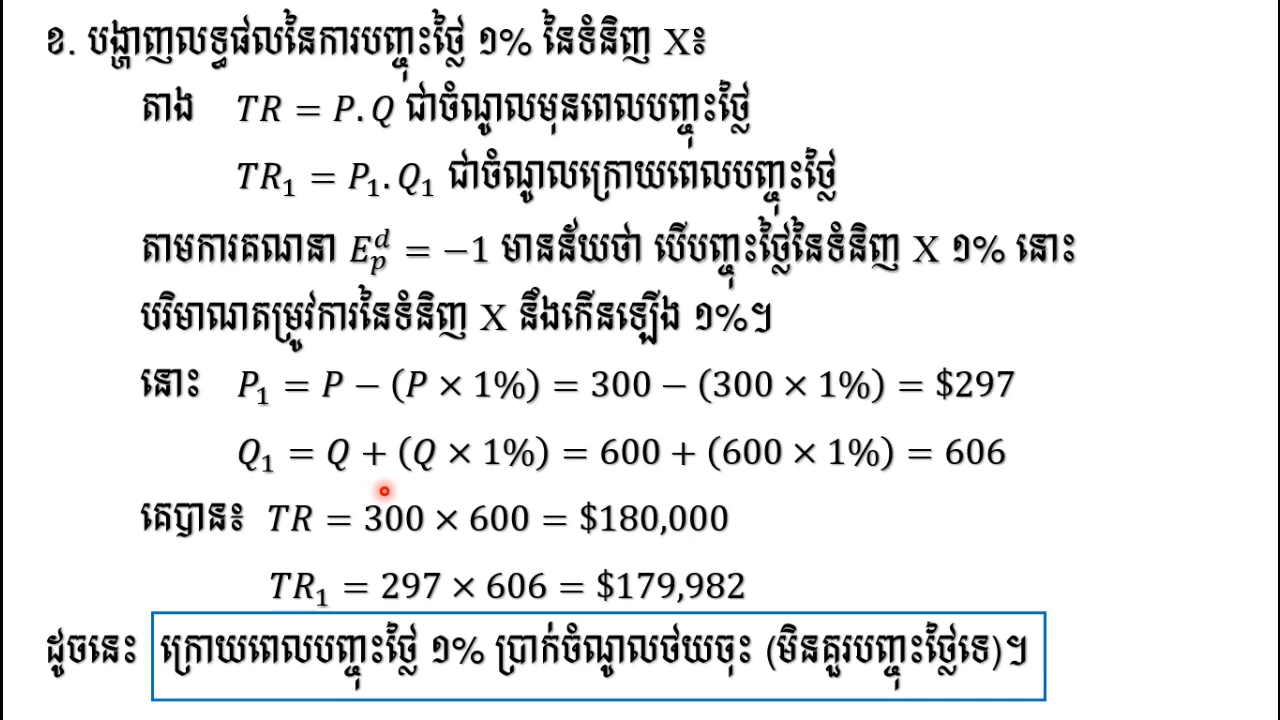 ខ. បង្ហាញលទ្ធផលនៃការបញ្ចុះថ្លៃ ១% នៃទំនិញ X៖
តាង TR = P.Q ជាចំណូលមុនពេលបញ្ចុះថ្លៃ
TR₁ = P₁.Q₁ ជាចំណូលក្រោយពេលបញ្ចុះថ្លៃ
តាមការគណនា E_p^d = −1 មានន័យថា បើបញ្ចុះថ្លៃនៃទំនិញ X ១% នោះ
បរិមាណតម្រូវការនៃទំនិញ X នឹងកើនឡើង ១%។
នោះ P₁ = P − (P × 1%) = 300 − (300 × 1%) = $297
Q₁ = Q + (Q × 1%) = 600 + (600 × 1%) = 606
គេបាន៖ TR = 300 × 600 = $180,000
TR₁ = 297 × 606 = $179,982
ដូចនេះ ក្រោយពេលបញ្ចុះថ្លៃ ១% ប្រាក់ចំណូលថយចុះ (មិនគួរបញ្ចុះថ្លៃទេ)។